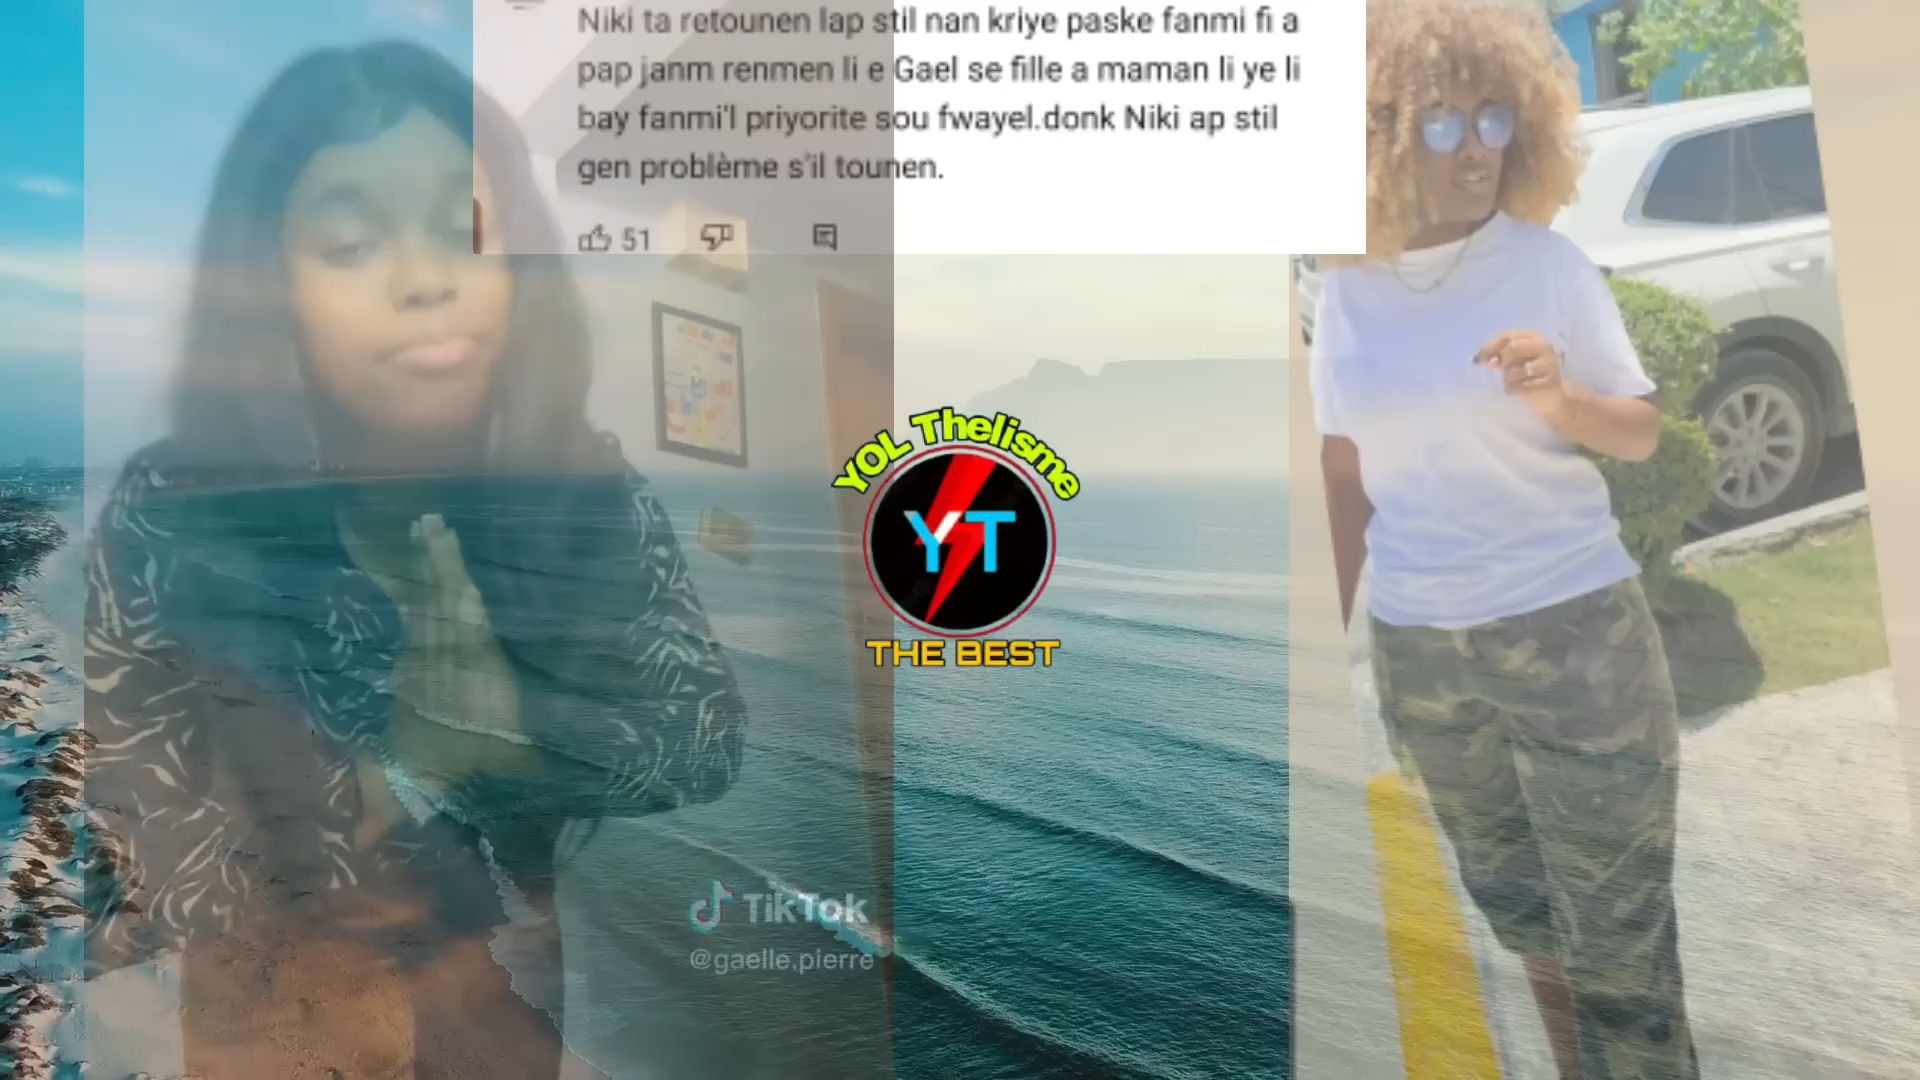 Niki ta retounen lap stil nan kriye paske fanmi fi a
pap janm renmen li e Gael se fille a maman li ye li
bay fanmi'l priyorite sou fwayel.donk Niki ap stil
gen problème s'il tounen.
51
YOL Thelisme
YT
THE BEST
TikTok
@gaelle.pierre